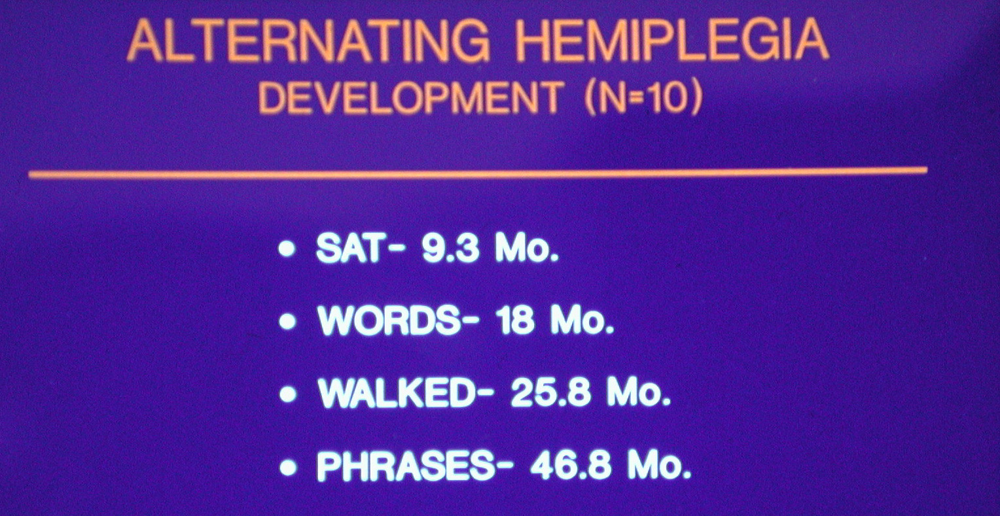 ALTERNATING HEMIPLEGIA
DEVELOPMENT (N=10)
• SAT- 9.3 Mo.
• WORDS- 18 Mo.
• WALKED- 25.8 Mo.
• PHRASES- 46.8 Mo.